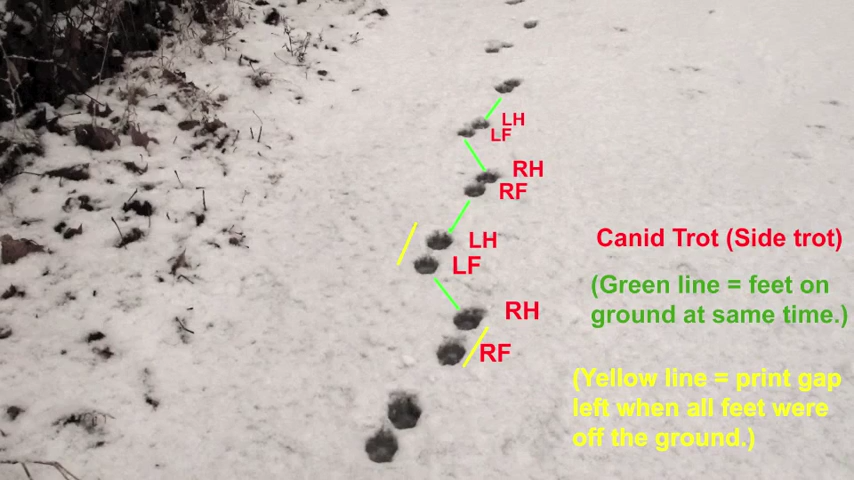 LH
LF
RH
RF
LH
LF
RH
RF
Canid Trot (Side trot)
(Green line = feet on
ground at same time.)
(Yellow line = print gap
left when all feet were
off the ground.)